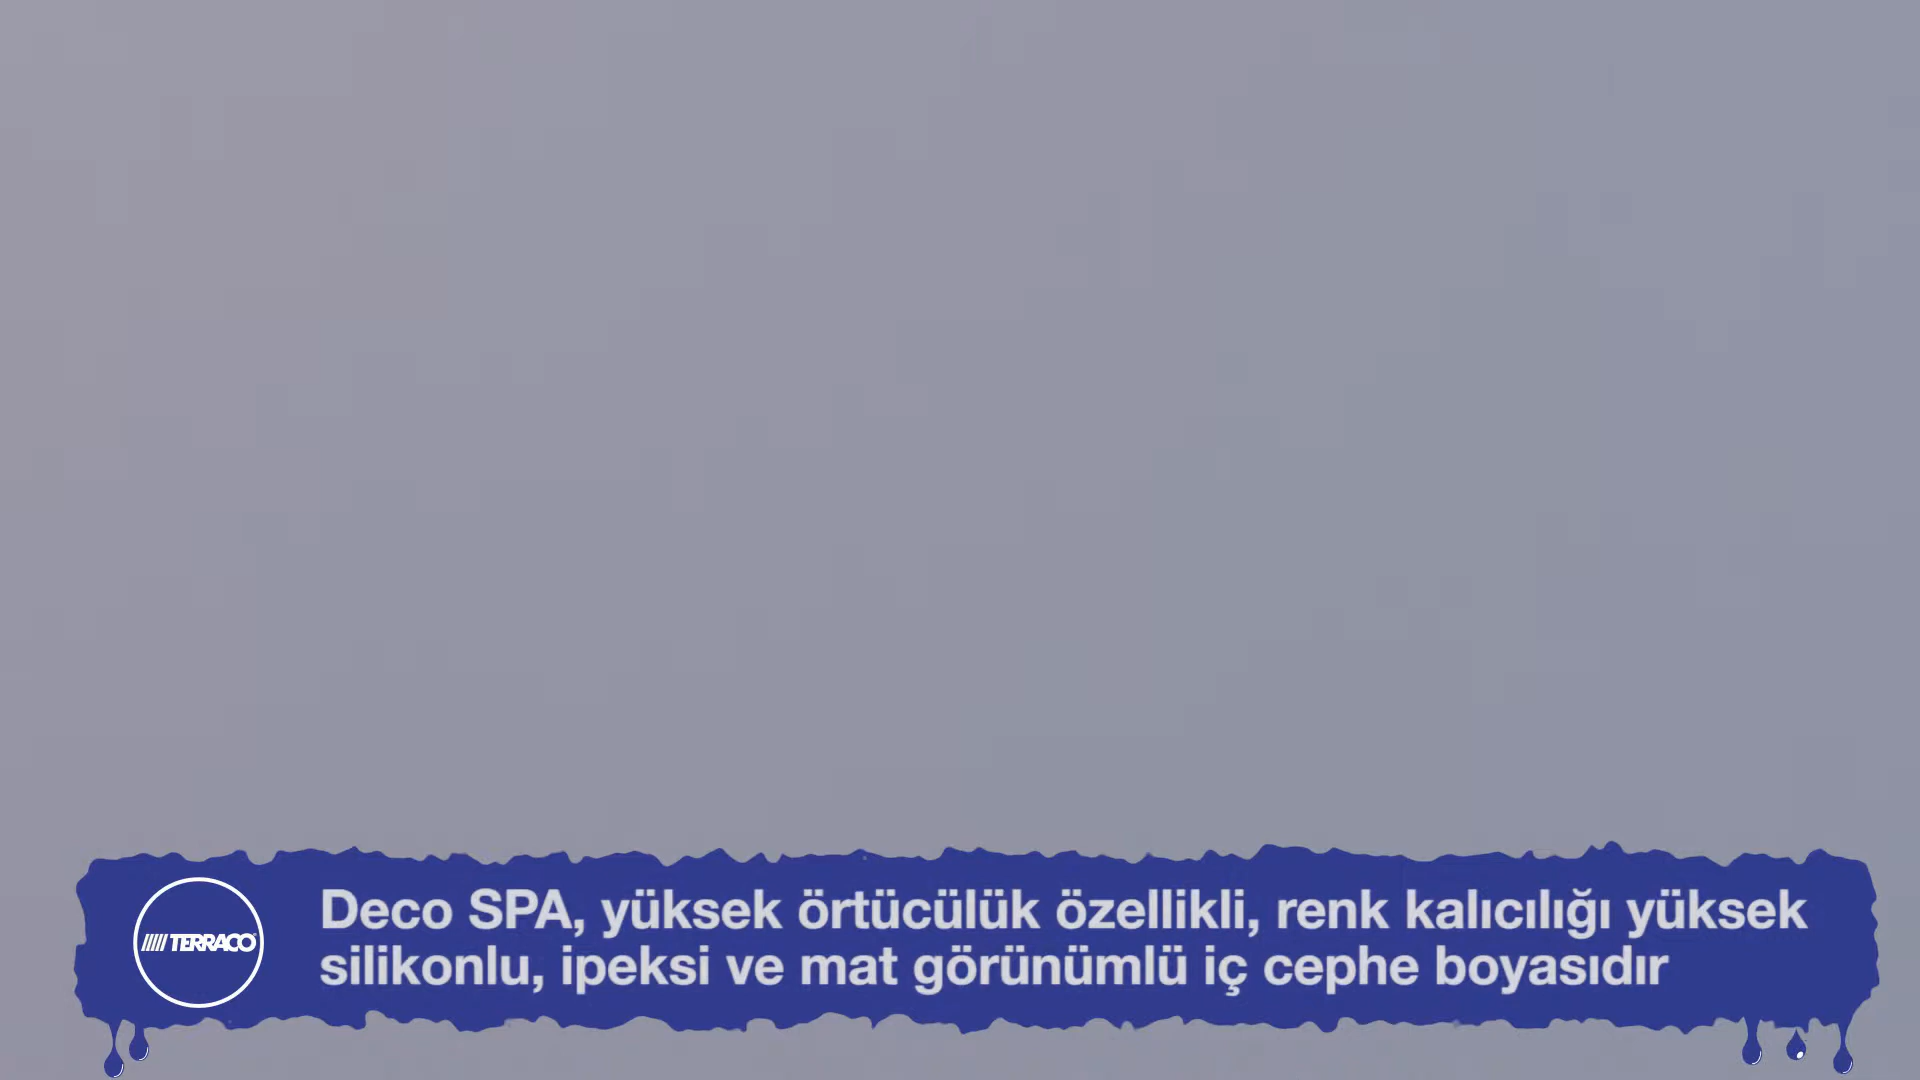 TERRACO
Deco SPA, yüksek örtücülük özellikli, renk kalıcılığı yüksek
silikonlu, ipeksi ve mat görünümlü iç cephe boyasıdır